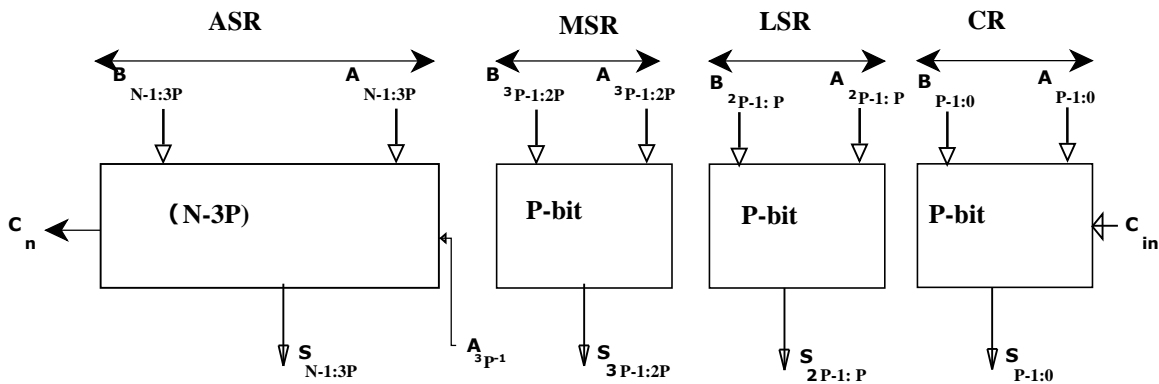 ASR MSR LSR CR
B N-1:3P A N-1:3P B 3P-1:2P A 3P-1:2P B 2P-1: P A 2P-1: P B P-1:0 A P-1:0
(N-3P) P-bit P-bit P-bit
C n C in
A 3P-1
S N-1:3P S 3P-1:2P S 2P-1: P S P-1:0